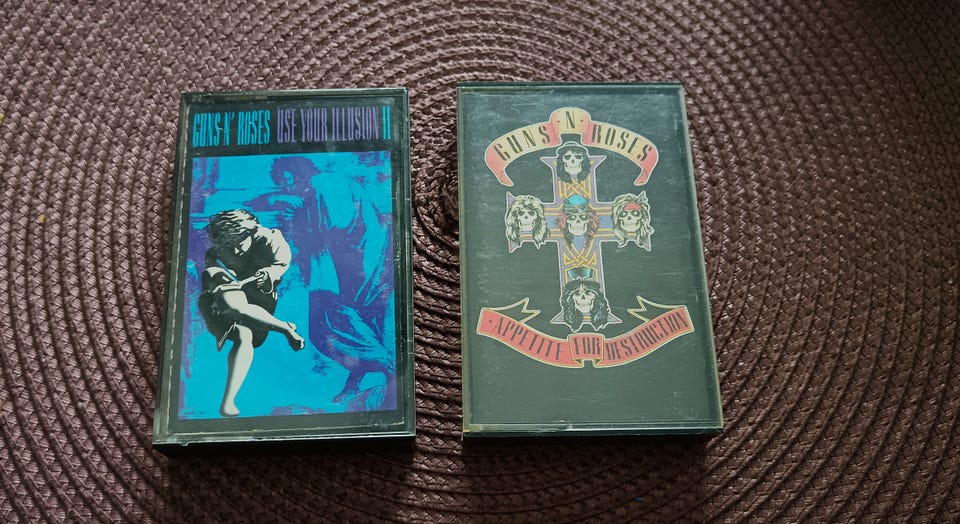 GUNS N' ROSES USE YOUR ILLUSION II
GUNS N' ROSES
APPETITE FOR DESTRUCTION